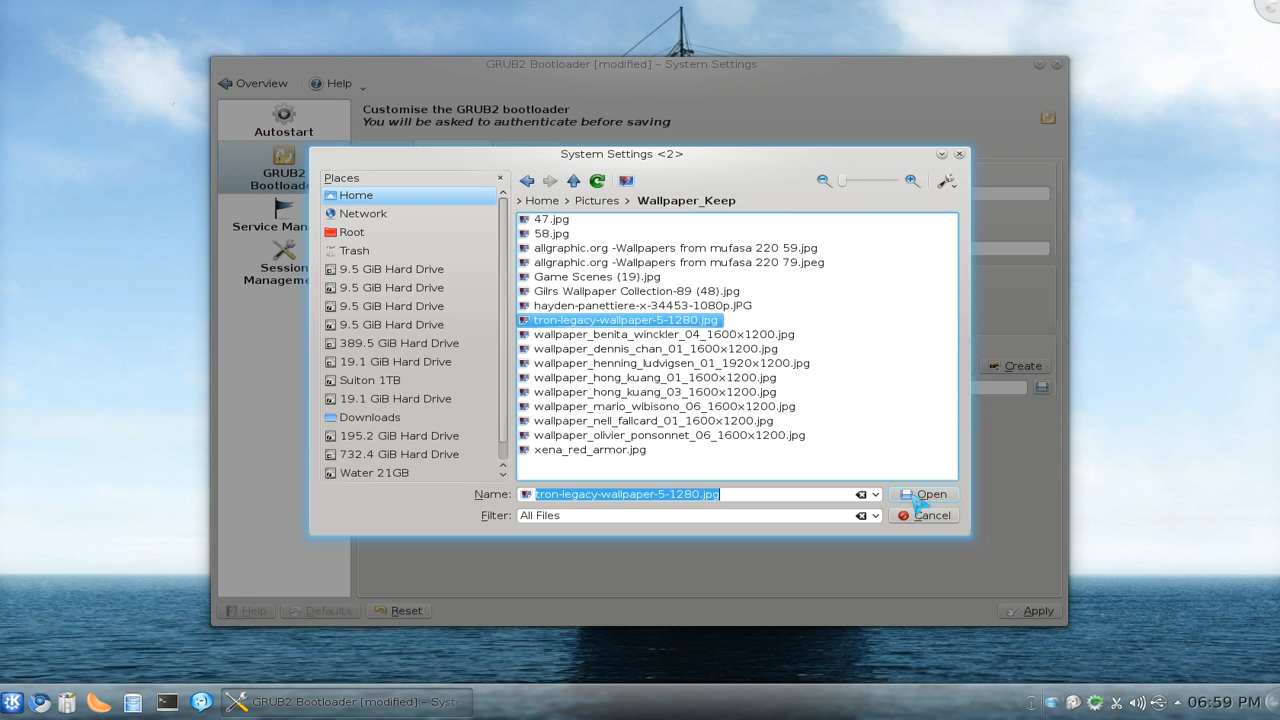 GRUB2 Bootloader [modified] – System Settings
Overview
Help
Customise the GRUB2 bootloader
You will be asked to authenticate before saving
Autostart
GRUB2
Service Man
Session
Manageme
Create
System Settings <2>
Places
Home
Network
Root
Trash
9.5 GiB Hard Drive
9.5 GiB Hard Drive
9.5 GiB Hard Drive
9.5 GiB Hard Drive
389.5 GiB Hard Drive
19.1 GiB Hard Drive
Suiton 1TB
19.1 GiB Hard Drive
Downloads
195.2 GiB Hard Drive
732.4 GiB Hard Drive
Water 21GB
> Home > Pictures > Wallpaper_Keep
47.jpg
58.jpg
allgraphic.org -Wallpapers from mufasa 220 59.jpg
allgraphic.org -Wallpapers from mufasa 220 79.jpeg
Game Scenes (19).jpg
Gilrs Wallpaper Collection-89 (48).jpg
hayden-panettiere-x-34453-1080p.JPG
tron-legacy-wallpaper-5-1280.jpg
wallpaper_benita_winckler_04_1600x1200.jpg
wallpaper_dennis_chan_01_1600x1200.jpg
wallpaper_henning_ludvigsen_01_1920x1200.jpg
wallpaper_hong_kuang_01_1600x1200.jpg
wallpaper_hong_kuang_03_1600x1200.jpg
wallpaper_mario_wibisono_06_1600x1200.jpg
wallpaper_nell_fallcard_01_1600x1200.jpg
wallpaper_olivier_ponsonnet_06_1600x1200.jpg
xena_red_armor.jpg
Name: tron-legacy-wallpaper-5-1280.jpg
Open
Filter: All Files
Cancel
Help
Defaults
Reset
Apply
GRUB2 Bootloader [modified] – Syste
06:59 PM